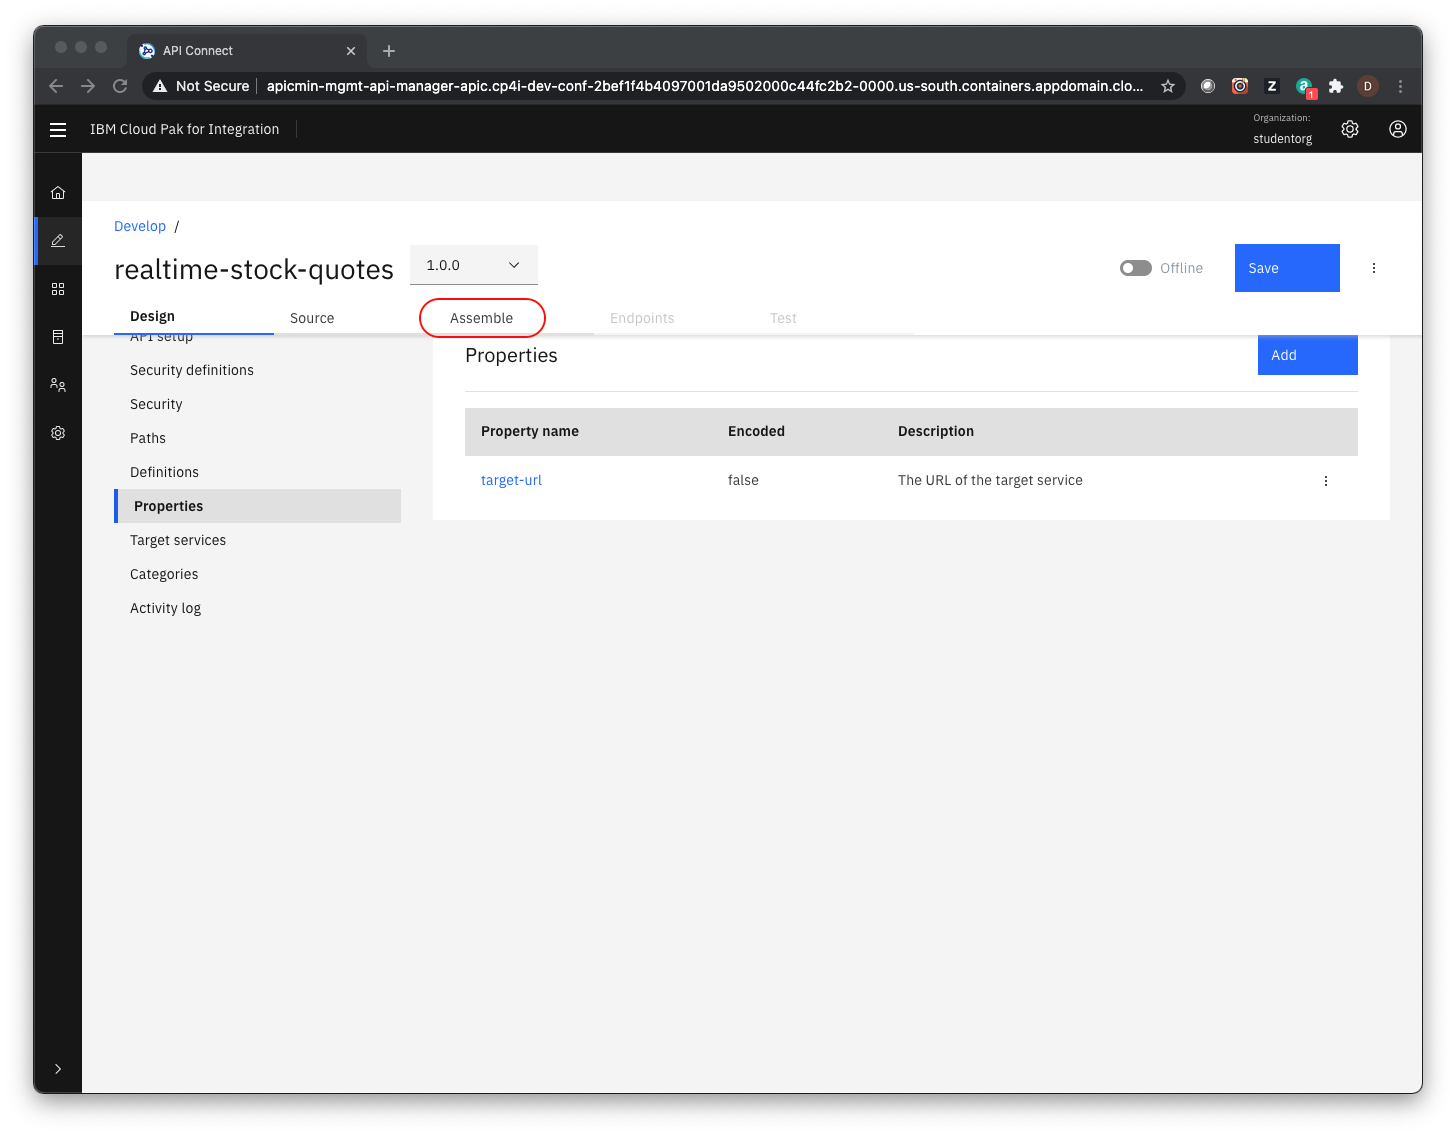 API Connect
Not Secure apicmin-mgmt-api-manager-apic.cp4i-dev-conf-2bef1f4b4097001da9502000c44fc2b2-0000.us-south.containers.appdomain.clo...
Z
a
1
D
IBM Cloud Pak for Integration
Organization:
studentorg
Develop /
realtime-stock-quotes
1.0.0
Offline
Save
Design
Source
Assemble
Endpoints
Test
API setup
Security definitions
Security
Paths
Definitions
Properties
Target services
Categories
Activity log
Properties
Add
Property name Encoded Description
target-url false The URL of the target service